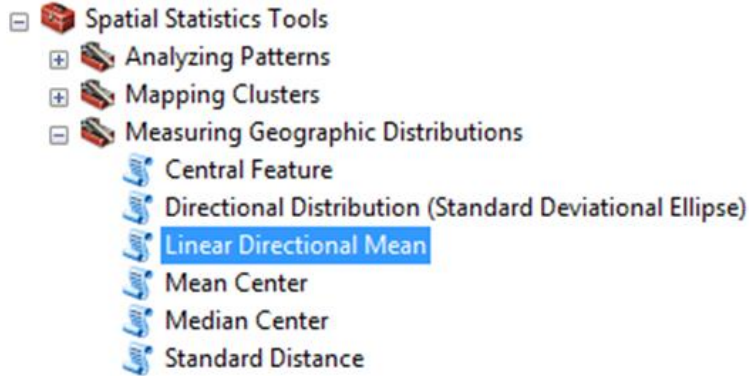 Spatial Statistics Tools
Analyzing Patterns
Mapping Clusters
Measuring Geographic Distributions
Central Feature
Directional Distribution (Standard Deviational Ellipse)
Linear Directional Mean
Mean Center
Median Center
Standard Distance